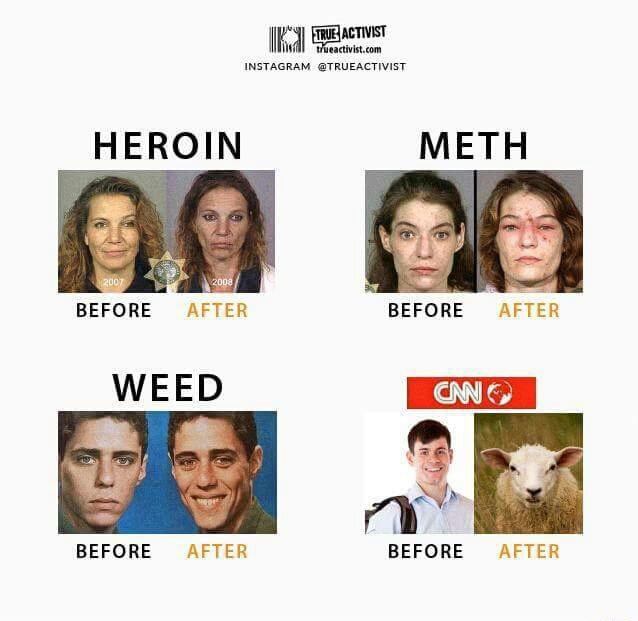 TRUE ACTIVIST
trueactivist.com
INSTAGRAM @TRUEACTIVIST
HEROIN
METH
2007
2008
BEFORE AFTER
BEFORE AFTER
WEED
CNN
BEFORE AFTER
BEFORE AFTER